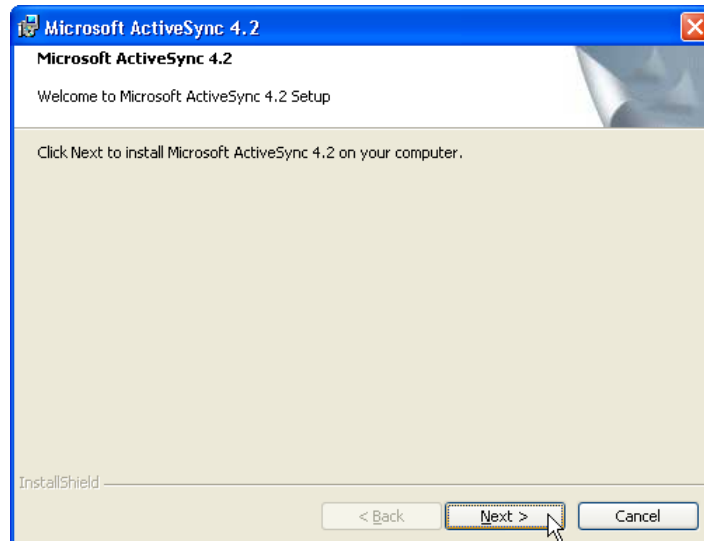 Microsoft ActiveSync 4.2
Microsoft ActiveSync 4.2
Welcome to Microsoft ActiveSync 4.2 Setup
Click Next to install Microsoft ActiveSync 4.2 on your computer.
InstallShield
< Back Next > Cancel